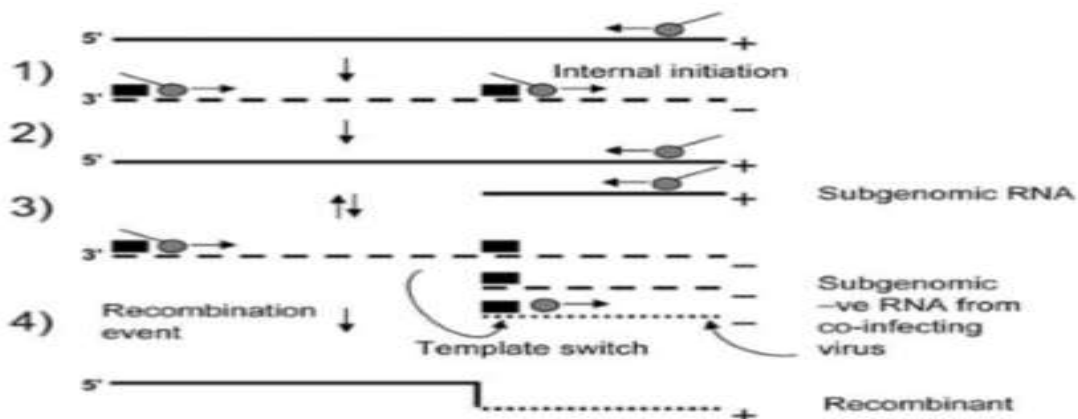 5'
+
1)
Internal initiation
3'
–
2)
5'
+
+
Subgenomic RNA
3)
3'
–
Subgenomic
–
–ve RNA from
4)
Recombination
–
co-infecting
event
Template switch
virus
5'
Recombinant
+